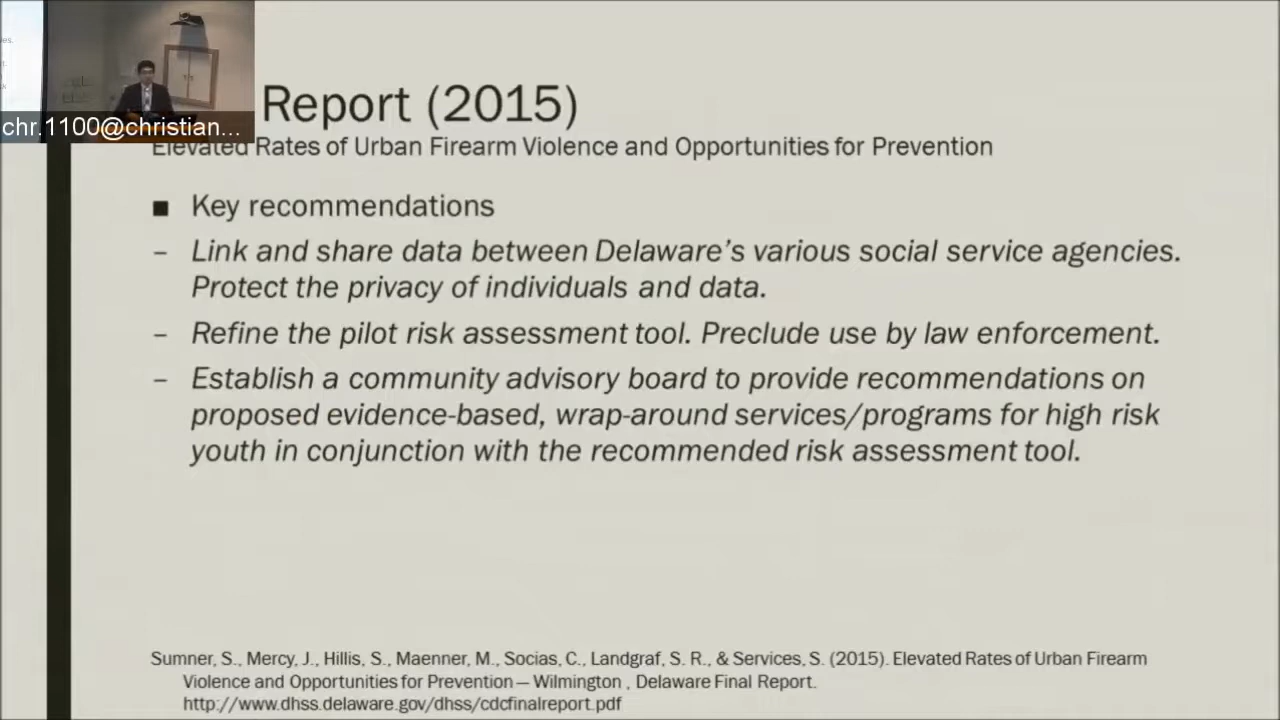 chr.1100@christian...
Report (2015)
Elevated Rates of Urban Firearm Violence and Opportunities for Prevention
■ Key recommendations
– Link and share data between Delaware's various social service agencies.
Protect the privacy of individuals and data.
– Refine the pilot risk assessment tool. Preclude use by law enforcement.
– Establish a community advisory board to provide recommendations on
proposed evidence-based, wrap-around services/programs for high risk
youth in conjunction with the recommended risk assessment tool.
Sumner, S., Mercy, J., Hillis, S., Maenner, M., Socias, C., Landgraf, S. R., & Services, S. (2015). Elevated Rates of Urban Firearm
Violence and Opportunities for Prevention — Wilmington , Delaware Final Report.
http://www.dhss.delaware.gov/dhss/cdcfinalreport.pdf